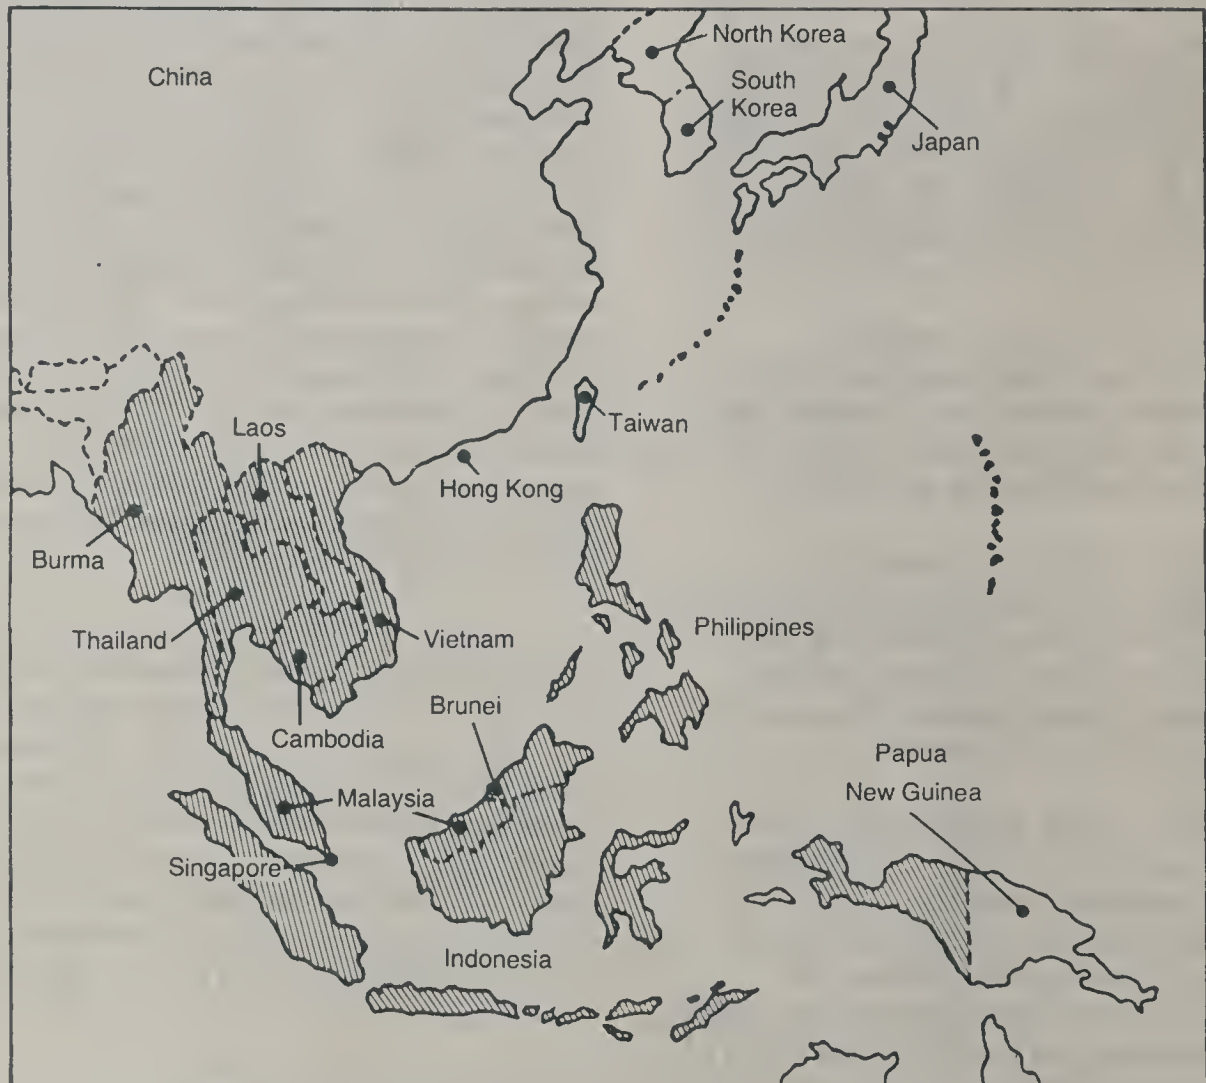 North Korea
China
South
Korea
Japan
Taiwan
Laos
Hong Kong
Burma
Philippines
Thailand
Vietnam
Brunei
Cambodia
Papua
New Guinea
Malaysia
Singapore
Indonesia